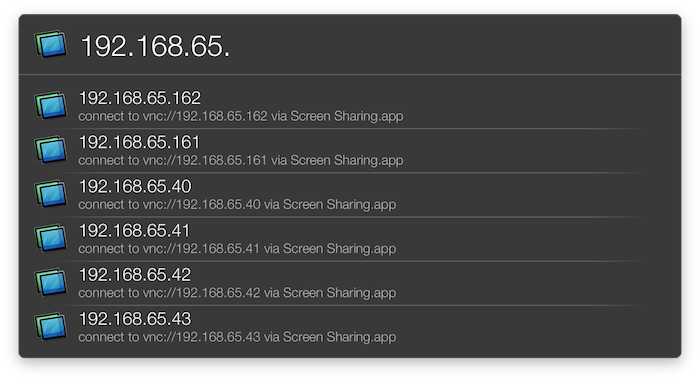 192.168.65.
192.168.65.162
connect to vnc://192.168.65.162 via Screen Sharing.app
192.168.65.161
connect to vnc://192.168.65.161 via Screen Sharing.app
192.168.65.40
connect to vnc://192.168.65.40 via Screen Sharing.app
192.168.65.41
connect to vnc://192.168.65.41 via Screen Sharing.app
192.168.65.42
connect to vnc://192.168.65.42 via Screen Sharing.app
192.168.65.43
connect to vnc://192.168.65.43 via Screen Sharing.app